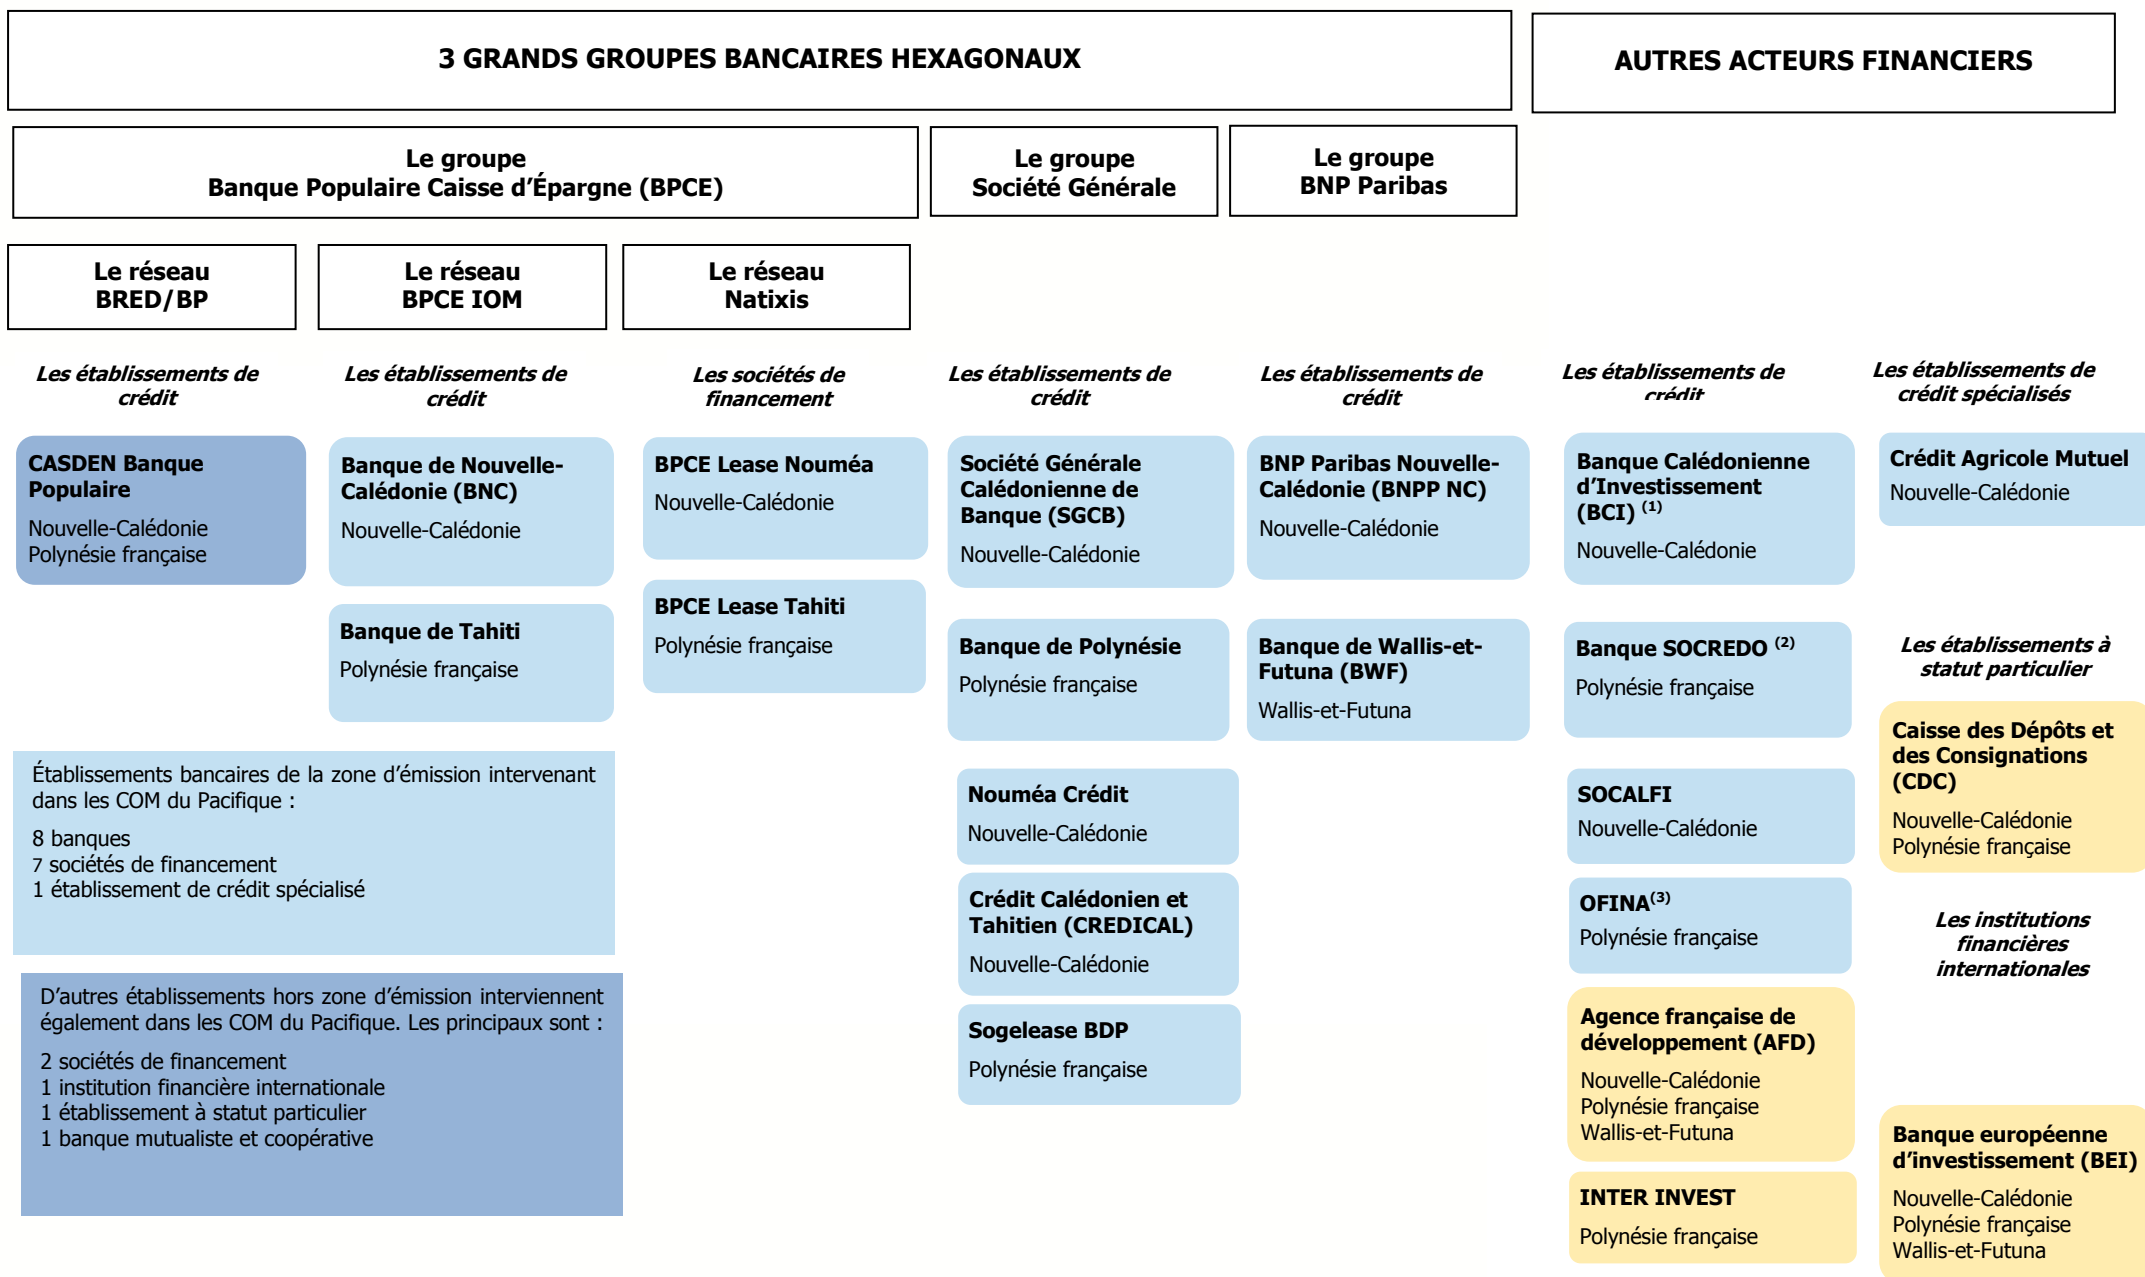 3 GRANDS GROUPES BANCAIRES HEXAGONAUX
AUTRES ACTEURS FINANCIERS
Le groupe
Banque Populaire Caisse d'Épargne (BPCE)
Le groupe
Société Générale
Le groupe
BNP Paribas
Le réseau
BRED/BP
Le réseau
BPCE IOM
Le réseau
Natixis
Les établissements de
crédit
CASDEN Banque
Populaire
Nouvelle-Calédonie
Polynésie française
Les établissements de
crédit
Banque de Nouvelle-
Calédonie (BNC)
Nouvelle-Calédonie
Banque de Tahiti
Polynésie française
Les sociétés de
financement
BPCE Lease Nouméa
Nouvelle-Calédonie
BPCE Lease Tahiti
Polynésie française
Les établissements de
crédit
Société Générale
Calédonienne de
Banque (SGCB)
Nouvelle-Calédonie
Banque de Polynésie
Polynésie française
Nouméa Crédit
Nouvelle-Calédonie
Crédit Calédonien et
Tahitien (CREDICAL)
Nouvelle-Calédonie
Sogelease BDP
Polynésie française
Les établissements de
crédit
BNP Paribas Nouvelle-
Calédonie (BNPP NC)
Nouvelle-Calédonie
Banque de Wallis-et-
Futuna (BWF)
Wallis-et-Futuna
Les établissements de
crédit
Banque Calédonienne
d'Investissement
(BCI) (1)
Nouvelle-Calédonie
Banque SOCREDO (2)
Polynésie française
SOCALFI
Nouvelle-Calédonie
OFINA(3)
Polynésie française
Agence française de
développement (AFD)
Nouvelle-Calédonie
Polynésie française
Wallis-et-Futuna
INTER INVEST
Polynésie française
Les établissements de
crédit spécialisés
Crédit Agricole Mutuel
Nouvelle-Calédonie
Les établissements à
statut particulier
Caisse des Dépôts et
des Consignations
(CDC)
Nouvelle-Calédonie
Polynésie française
Les institutions
financières
internationales
Banque européenne
d'investissement (BEI)
Nouvelle-Calédonie
Polynésie française
Wallis-et-Futuna
Établissements bancaires de la zone d'émission intervenant
dans les COM du Pacifique :
8 banques
7 sociétés de financement
1 établissement de crédit spécialisé
D'autres établissements hors zone d'émission interviennent
également dans les COM du Pacifique. Les principaux sont :
2 sociétés de financement
1 institution financière internationale
1 établissement à statut particulier
1 banque mutualiste et coopérative